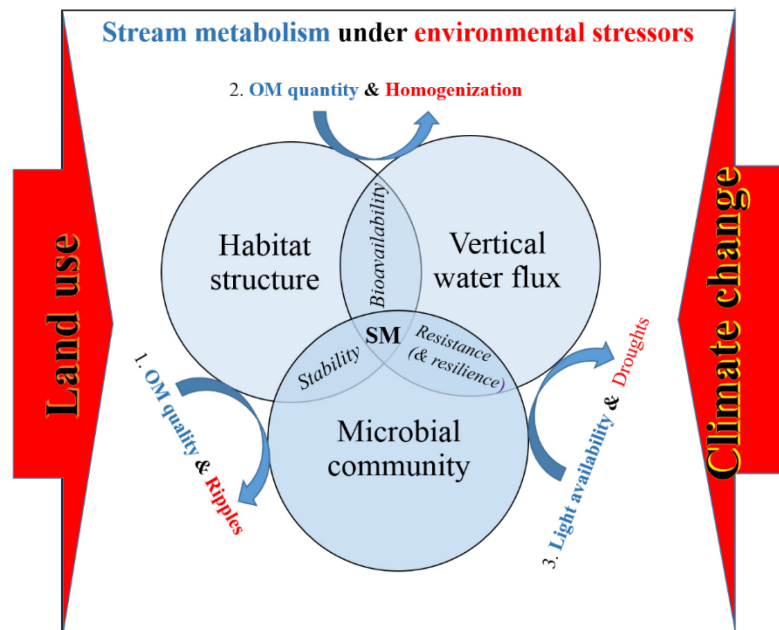 Stream metabolism under environmental stressors
2. OM quantity & Homogenization
Land use
Climate change
Habitat
structure
Bioavailability
Vertical
water flux
SM
Stability
Resistance
(& resilience)
Microbial
community
1. OM quality & Ripples
3. Light availability & Droughts